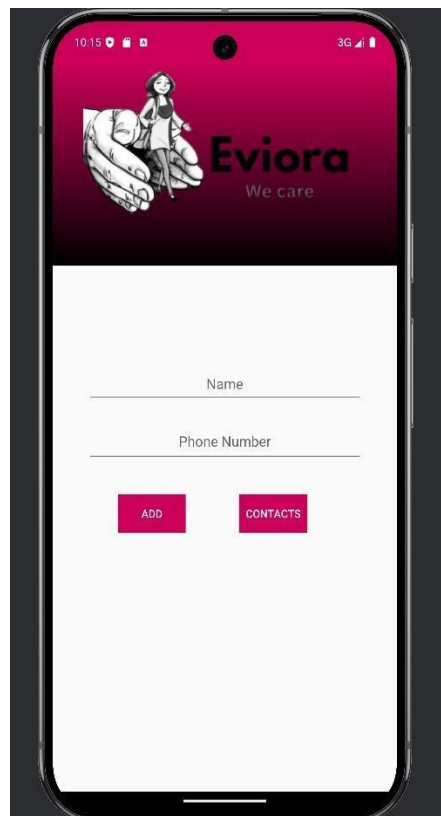 10:15 3G
Eviora
We care
Name
Phone Number
ADD CONTACTS